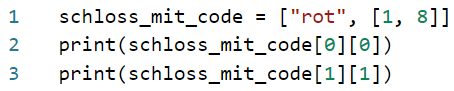 1 schloss_mit_code = ["rot", [1, 8]]
2 print(schloss_mit_code[0][0])
3 print(schloss_mit_code[1][1])